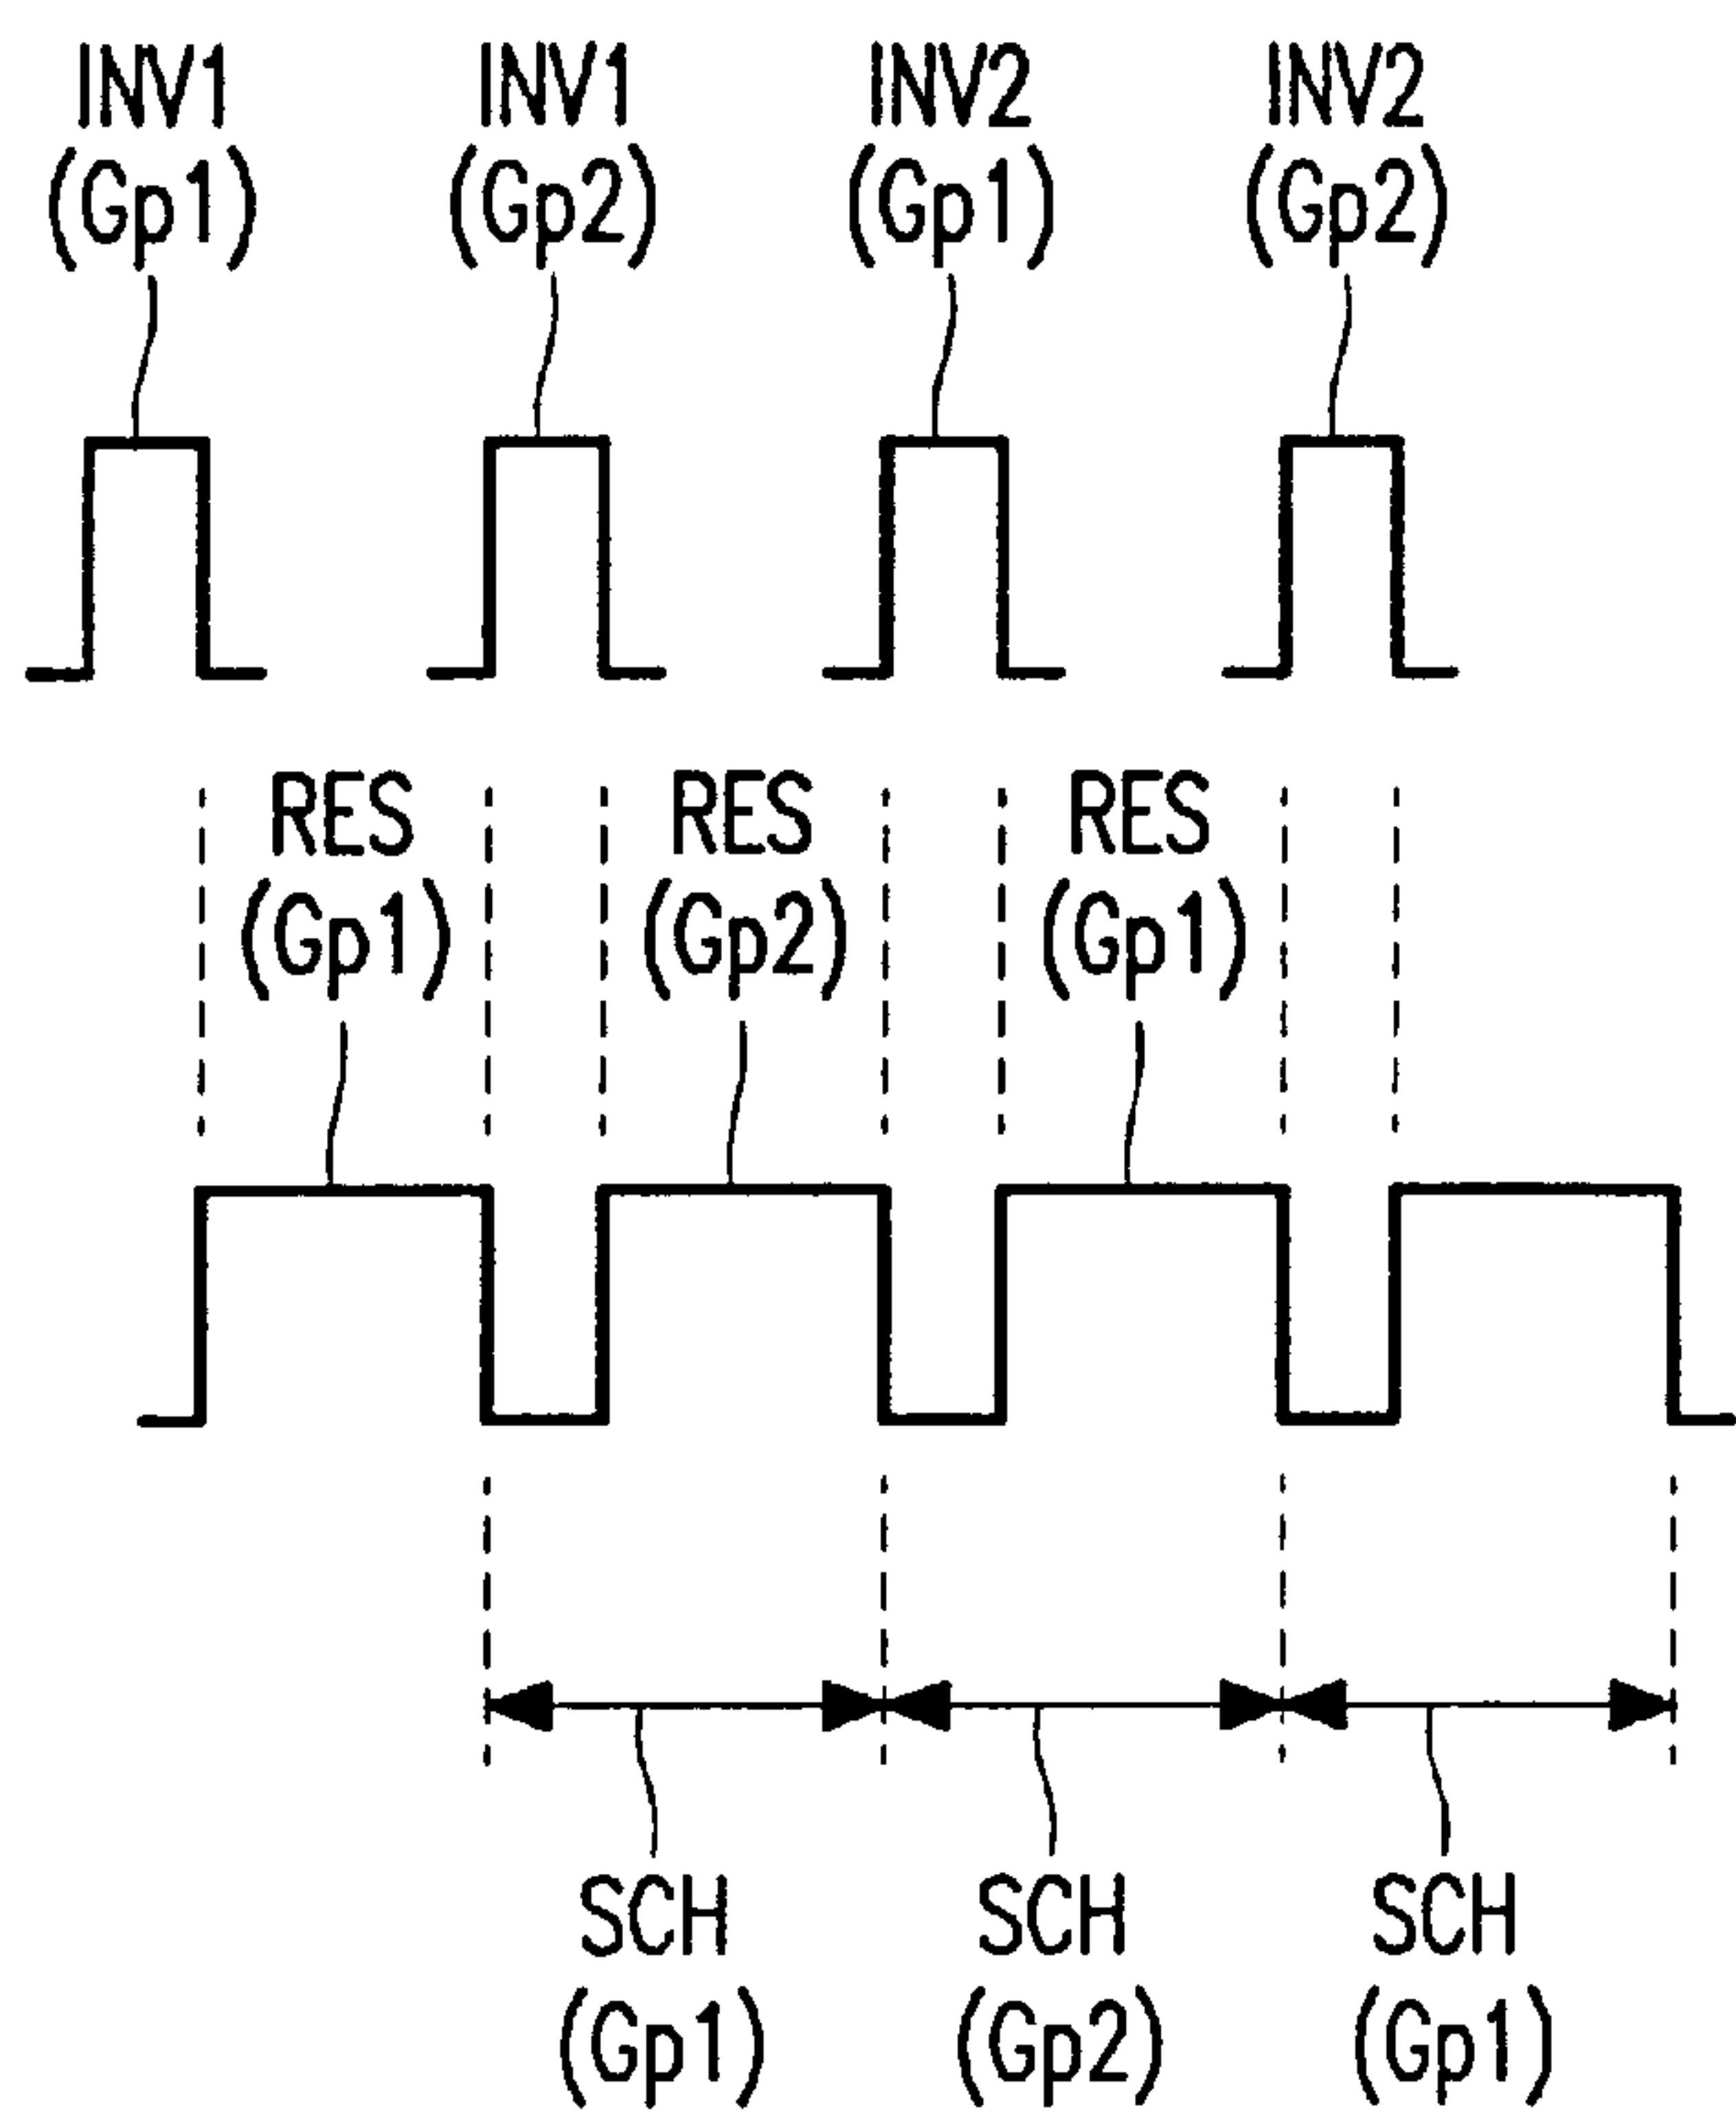 INV1 INV1 INV2 INV2
(Gp1) (Gp2) (Gp1) (Gp2)
RES RES RES
(Gp1) (Gp2) (Gp1)
SCH SCH SCH
(Gp1) (Gp2) (Gp1)